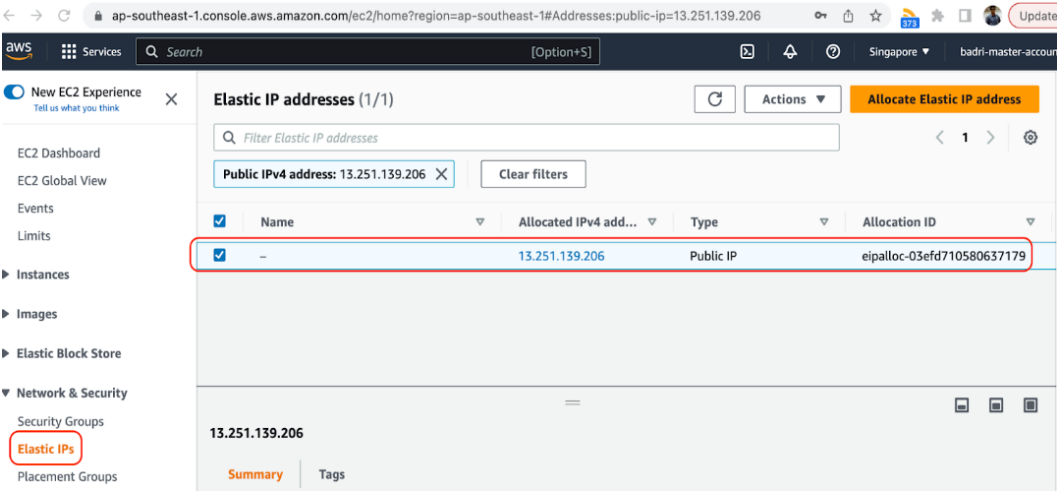 ap-southeast-1.console.aws.amazon.com/ec2/home?region=ap-southeast-1#Addresses:public-ip=13.251.139.206
373
Update
aws
Services
Search
[Option+S]
Singapore ▼
badri-master-accoun
New EC2 Experience
Tell us what you think
EC2 Dashboard
EC2 Global View
Events
Limits
Instances
Images
Elastic Block Store
Network & Security
Security Groups
Elastic IPs
Placement Groups
Elastic IP addresses (1/1)
Actions ▼
Allocate Elastic IP address
Filter Elastic IP addresses
1
Public IPv4 address: 13.251.139.206
Clear filters
Name
Allocated IPv4 add...
Type
Allocation ID
–
13.251.139.206
Public IP
eipalloc-03efd710580637179
13.251.139.206
Summary
Tags